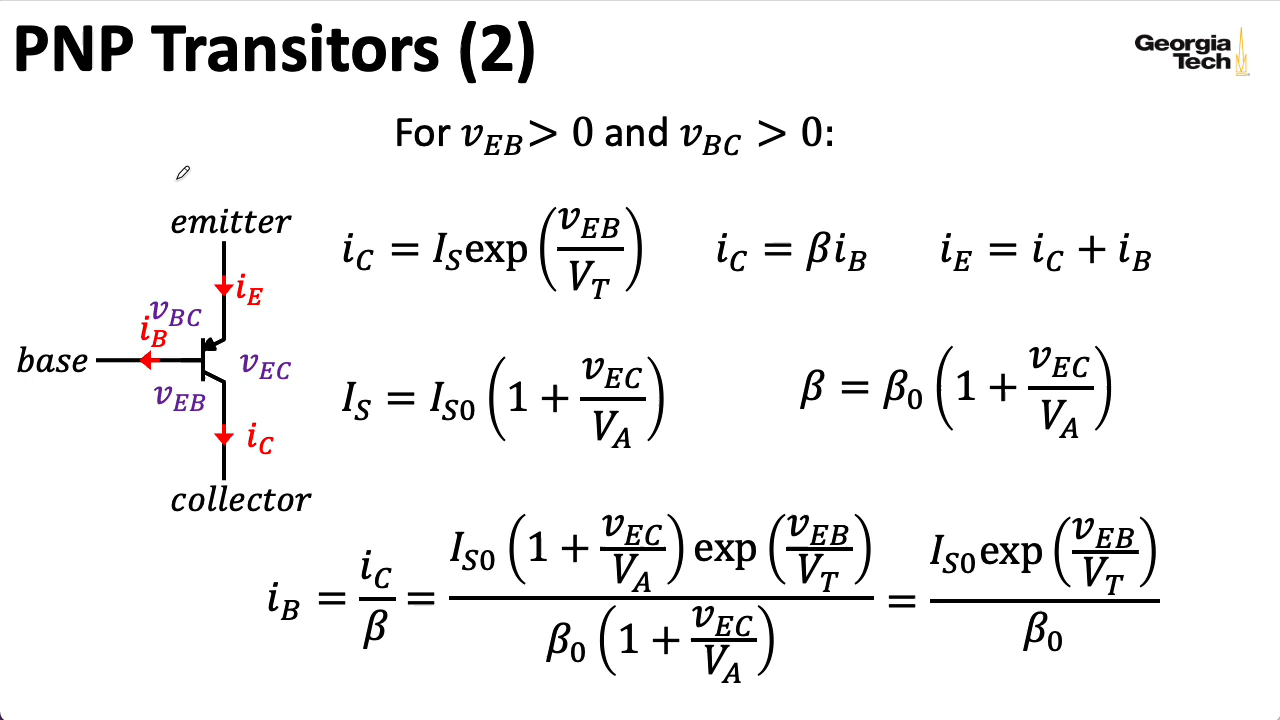 PNP Transitors (2)
Georgia
Tech
For v_EB > 0 and v_BC > 0:
emitter
i_E
v_BC
i_B
base
v_EC
v_EB
i_C
collector
i_C = I_S exp(v_EB/V_T)    i_C = βi_B    i_E = i_C + i_B
I_S = I_S0(1 + v_EC/V_A)    β = β_0(1 + v_EC/V_A)
i_B = i_C/β = I_S0(1 + v_EC/V_A) exp(v_EB/V_T) / β_0(1 + v_EC/V_A) = I_S0 exp(v_EB/V_T) / β_0